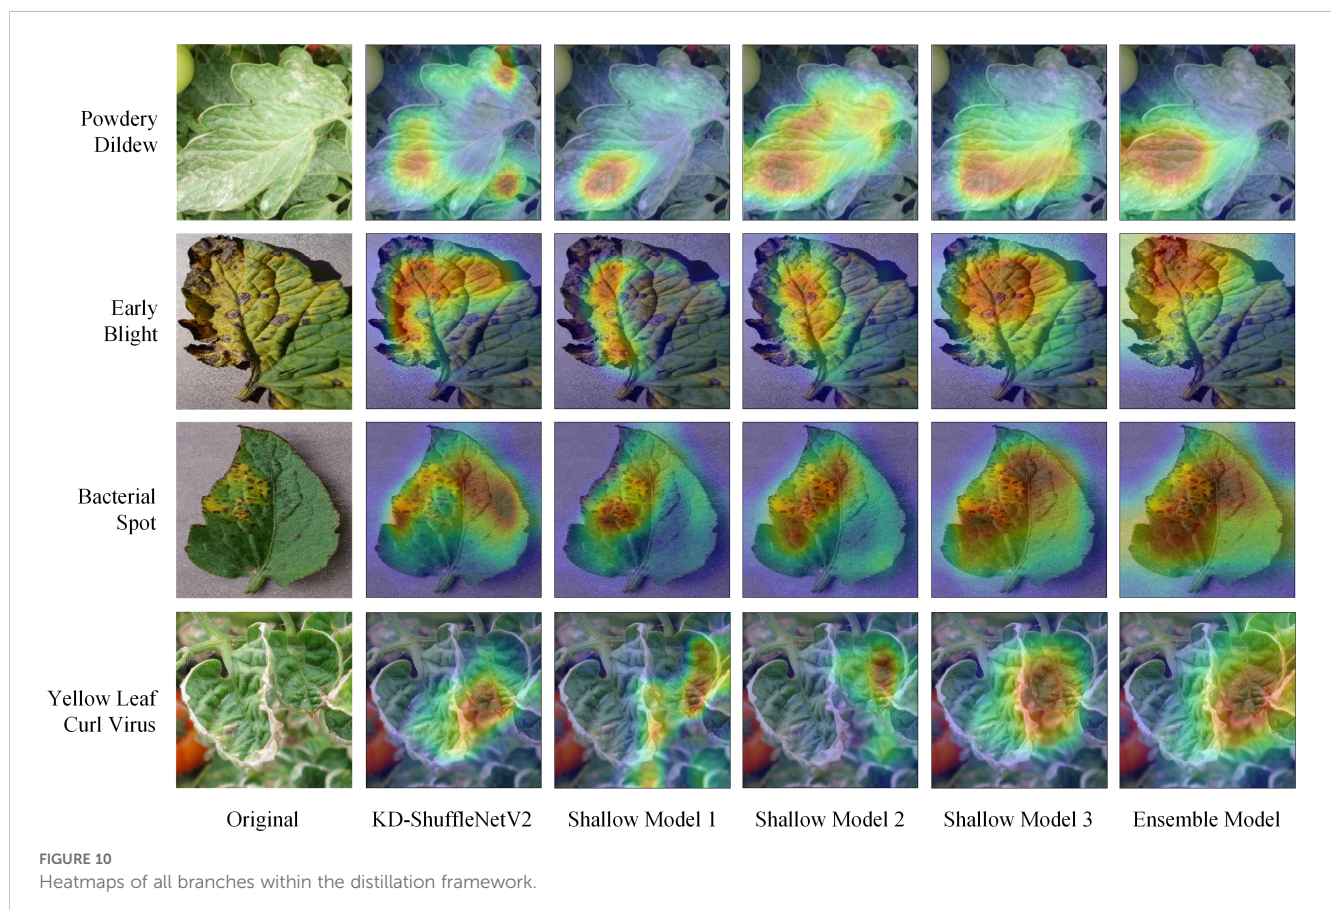 Powdery
Dildew
Early
Blight
Bacterial
Spot
Yellow Leaf
Curl Virus
Original
KD-ShuffleNetV2
Shallow Model 1
Shallow Model 2
Shallow Model 3
Ensemble Model
FIGURE 10
Heatmaps of all branches within the distillation framework.